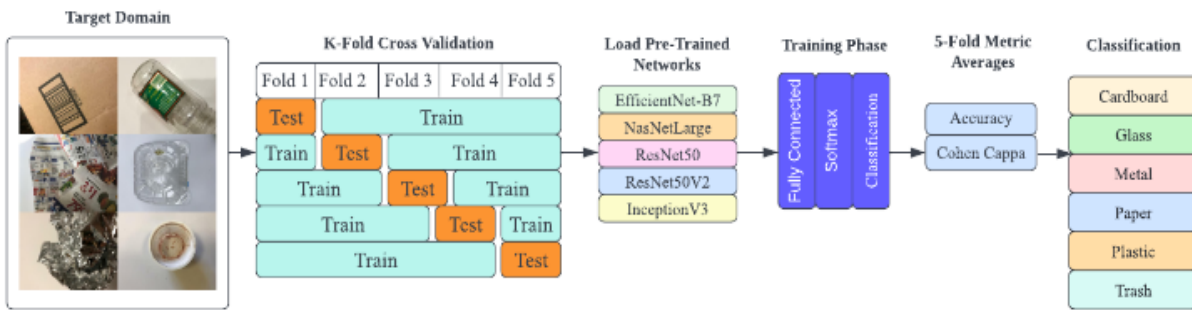 Target Domain
K-Fold Cross Validation
Fold 1 Fold 2 Fold 3 Fold 4 Fold 5
Test Train
Train Test Train
Train Test Train
Train Test Train
Train Test
Load Pre-Trained
Networks
EfficientNet-B7
NasNetLarge
ResNet50
ResNet50V2
InceptionV3
Training Phase
Fully Connected
Softmax
Classification
5-Fold Metric
Averages
Accuracy
Cohen Cappa
Classification
Cardboard
Glass
Metal
Paper
Plastic
Trash